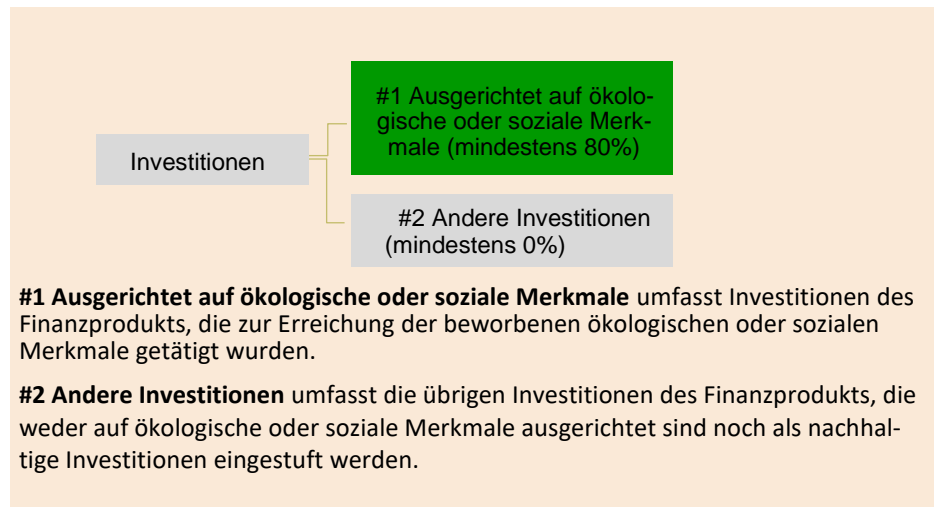 #1 Ausgerichtet auf ökolo-
gische oder soziale Merk-
male (mindestens 80%)
Investitionen
#2 Andere Investitionen
(mindestens 0%)
#1 Ausgerichtet auf ökologische oder soziale Merkmale umfasst Investitionen des
Finanzprodukts, die zur Erreichung der beworbenen ökologischen oder sozialen
Merkmale getätigt wurden.
#2 Andere Investitionen umfasst die übrigen Investitionen des Finanzprodukts, die
weder auf ökologische oder soziale Merkmale ausgerichtet sind noch als nachhal-
tige Investitionen eingestuft werden.